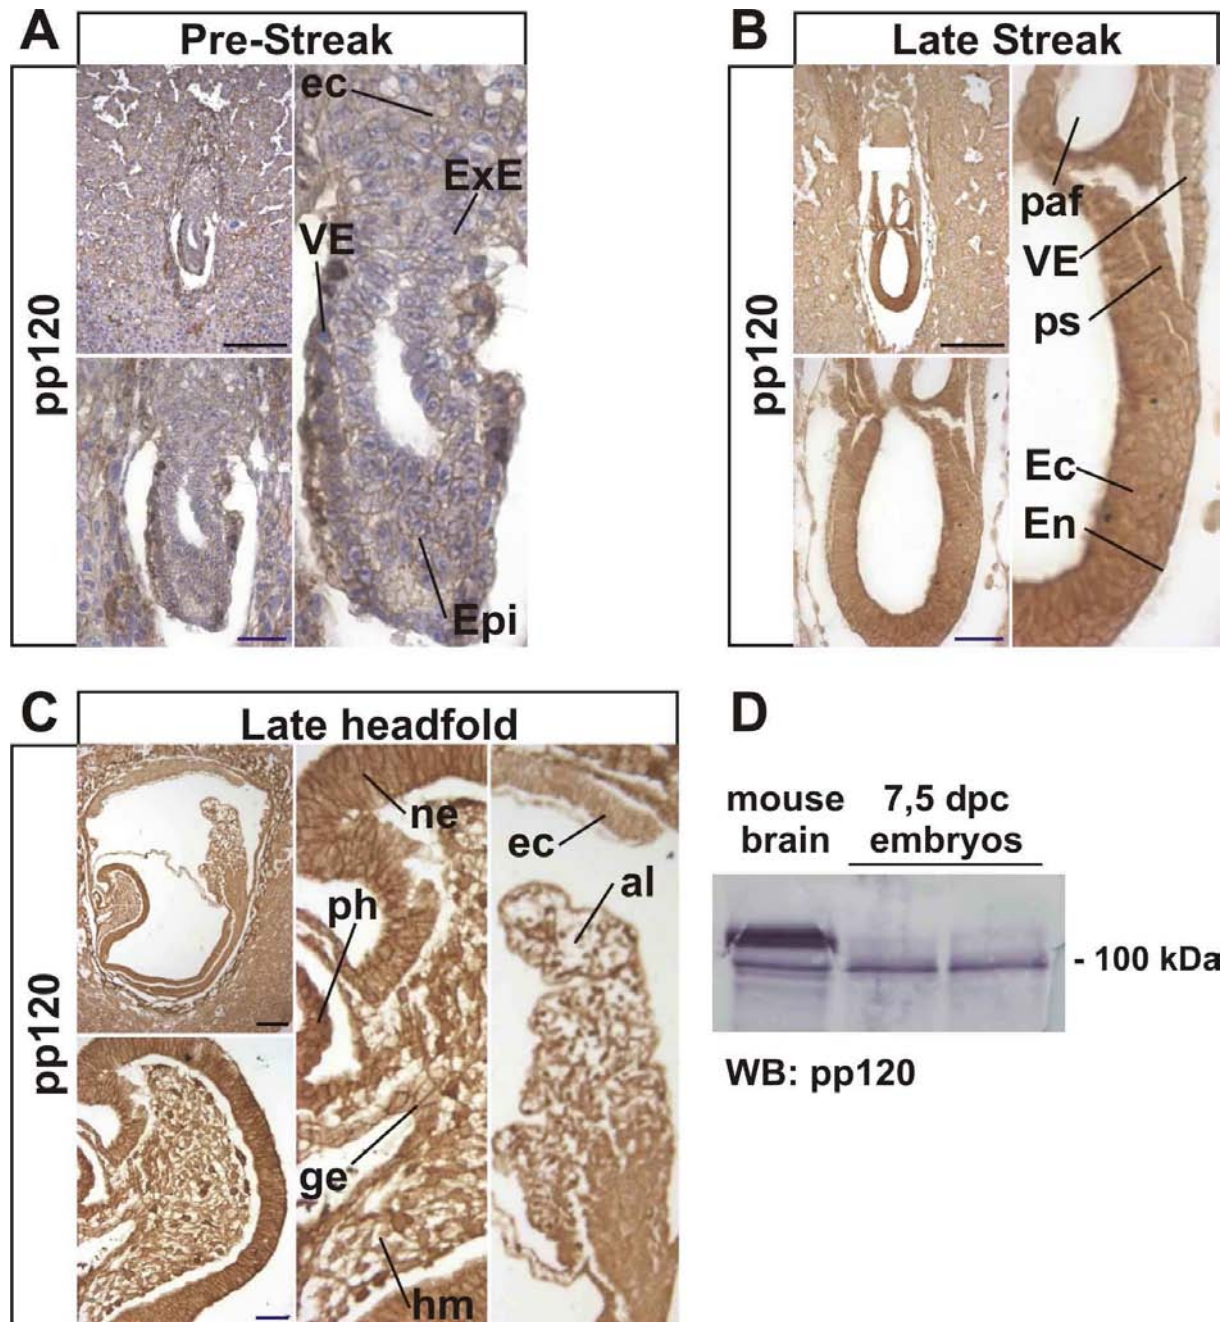 A
Pre-Streak
pp120
ec
ExE
VE
Epi
B
Late Streak
pp120
paf
VE
ps
Ec
En
C
Late headfold
pp120
ne
ph
ge
hm
ec
al
D
mouse brain
7,5 dpc embryos
- 100 kDa
WB: pp120